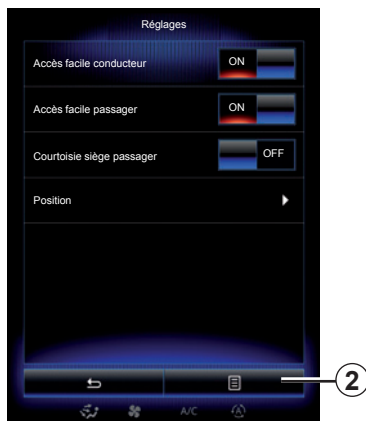 Réglages
Accès facile conducteur ON
Accès facile passager ON
Courtoisie siège passager OFF
Position
2
A/C
A